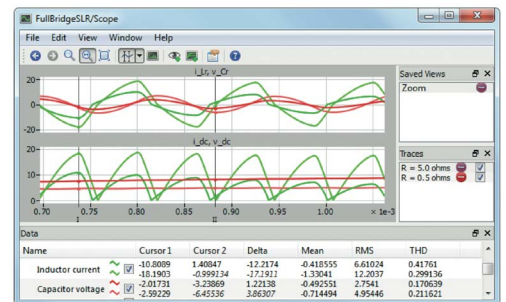 FullBridgeSLR/Scope
File Edit View Window Help
i_Lr, v_Cr
20
0
-20
i_dc, v_dc
20
10
0
0.70 0.75 0.80 0.85 0.90 0.95 1.00 × 1e-3
I II
Saved Views
Zoom
Traces
R = 5.0 ohms
R = 0.5 ohms
Data
Name Cursor 1 Cursor 2 Delta Mean RMS THD
Inductor current -10.8089 1.40847 -12.2174 -0.418555 6.61024 0.41761
-18.1903 -0.999134 -17.1911 -1.33041 12.2037 0.299136
Capacitor voltage -2.01731 -3.23869 1.22138 -0.492551 2.7541 0.170639
-2.59229 -6.45536 3.86307 -0.714494 4.95446 0.211621